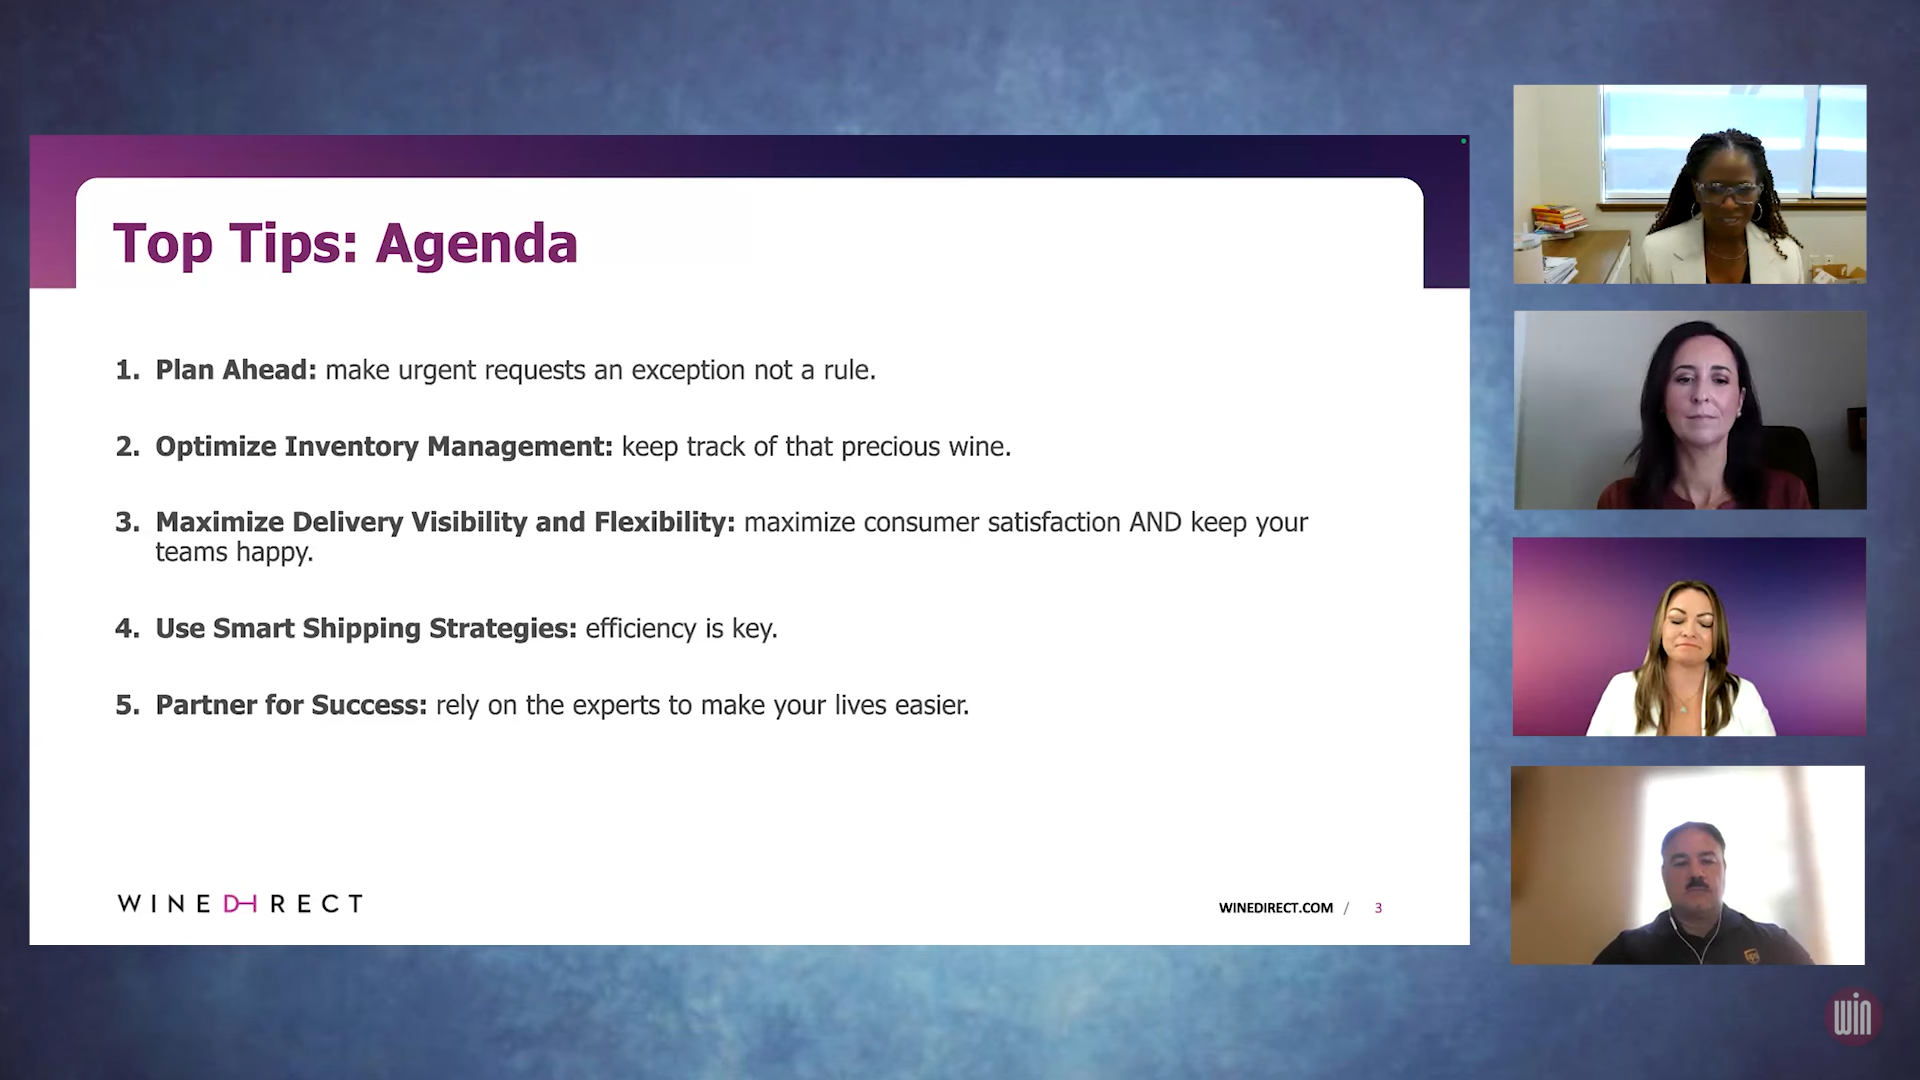 Top Tips: Agenda
1. Plan Ahead: make urgent requests an exception not a rule.
2. Optimize Inventory Management: keep track of that precious wine.
3. Maximize Delivery Visibility and Flexibility: maximize consumer satisfaction AND keep your
teams happy.
4. Use Smart Shipping Strategies: efficiency is key.
5. Partner for Success: rely on the experts to make your lives easier.
WINEDIRECT
WINEDIRECT.COM / 3
ups
win